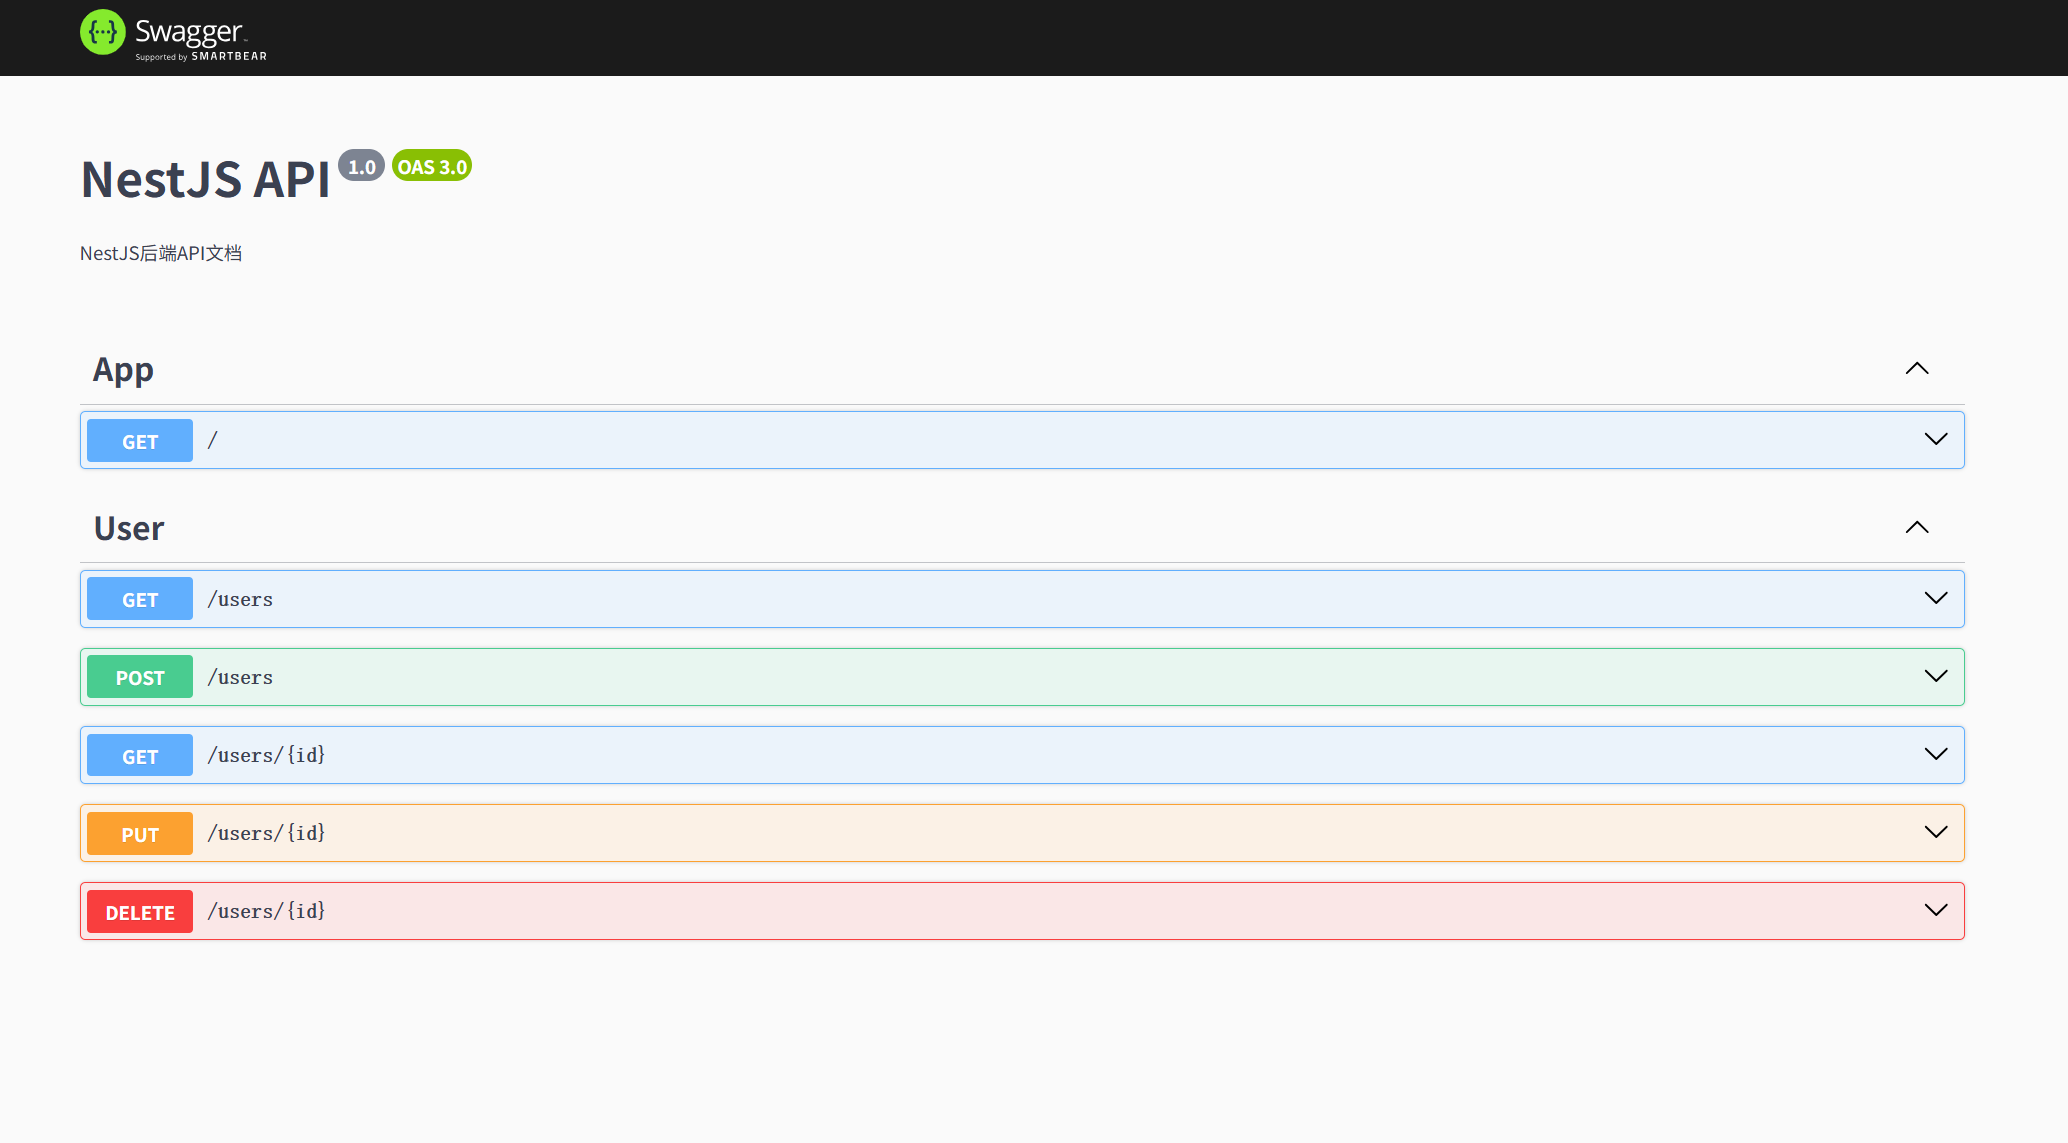 Swagger
Supported by SMARTBEAR
NestJS API 1.0 OAS 3.0
NestJS后端API文档
App
GET /
User
GET /users
POST /users
GET /users/{id}
PUT /users/{id}
DELETE /users/{id}